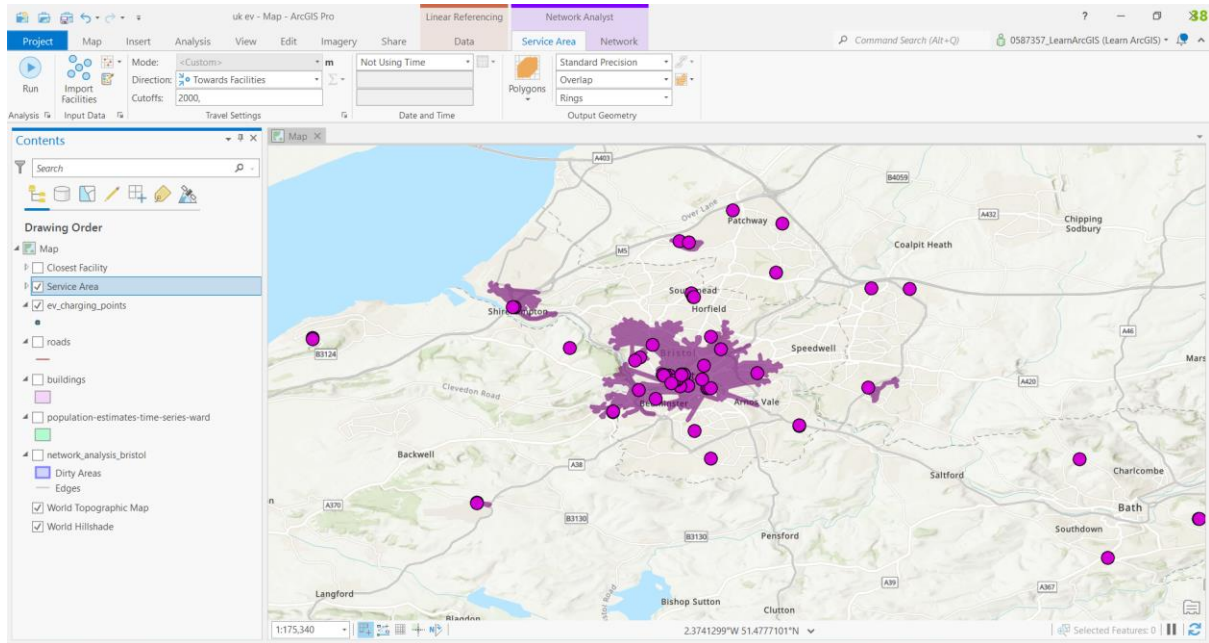 uk ev - Map - ArcGIS Pro
Linear Referencing
Network Analyst
?
38
Project
Map
Insert
Analysis
View
Edit
Imagery
Share
Data
Service Area
Network
Command Search (Alt+Q)
0587357_LearnArcGIS (Learn ArcGIS)
Run
Import
Facilities
Mode:
<Custom>
m
Direction:
Towards Facilities
Cutoffs:
2000,
Not Using Time
Polygons
Standard Precision
Overlap
Rings
Analysis
Input Data
Travel Settings
Date and Time
Output Geometry
Contents
Search
Drawing Order
Map
Closest Facility
Service Area
ev_charging_points
roads
buildings
population-estimates-time-series-ward
network_analysis_bristol
Dirty Areas
Edges
World Topographic Map
World Hillshade
Map
A403
B4059
Over Lane
Patchway
A432
Chipping
Sodbury
Coalpit Heath
M5
Horfield
A46
B3124
Bristol
Speedwell
Clevedon Road
A420
Arnos Vale
Backwell
A38
Saltford
Charlcombe
A370
B3130
B3130
Pensford
Bath
Southdown
A39
A367
Langford
Bishop Sutton
Clutton
Blagdon
1:175,340
2.3741299°W 51.4777101°N
Selected Features: 0